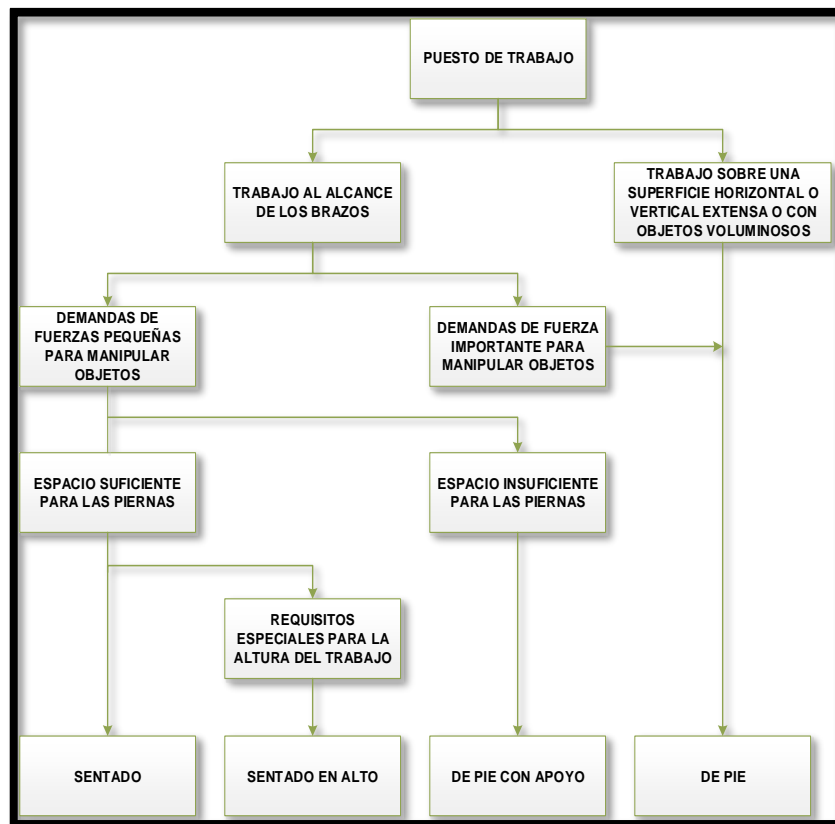 PUESTO DE TRABAJO
TRABAJO AL ALCANCE
DE LOS BRAZOS
TRABAJO SOBRE UNA
SUPERFICIE HORIZONTAL O
VERTICAL EXTENSA O CON
OBJETOS VOLUMINOSOS
DEMANDAS DE
FUERZAS PEQUEÑAS
PARA MANIPULAR
OBJETOS
DEMANDAS DE FUERZA
IMPORTANTE PARA
MANIPULAR OBJETOS
ESPACIO SUFICIENTE
PARA LAS PIERNAS
ESPACIO INSUFICIENTE
PARA LAS PIERNAS
REQUISITOS
ESPECIALES PARA LA
ALTURA DEL TRABAJO
SENTADO
SENTADO EN ALTO
DE PIE CON APOYO
DE PIE